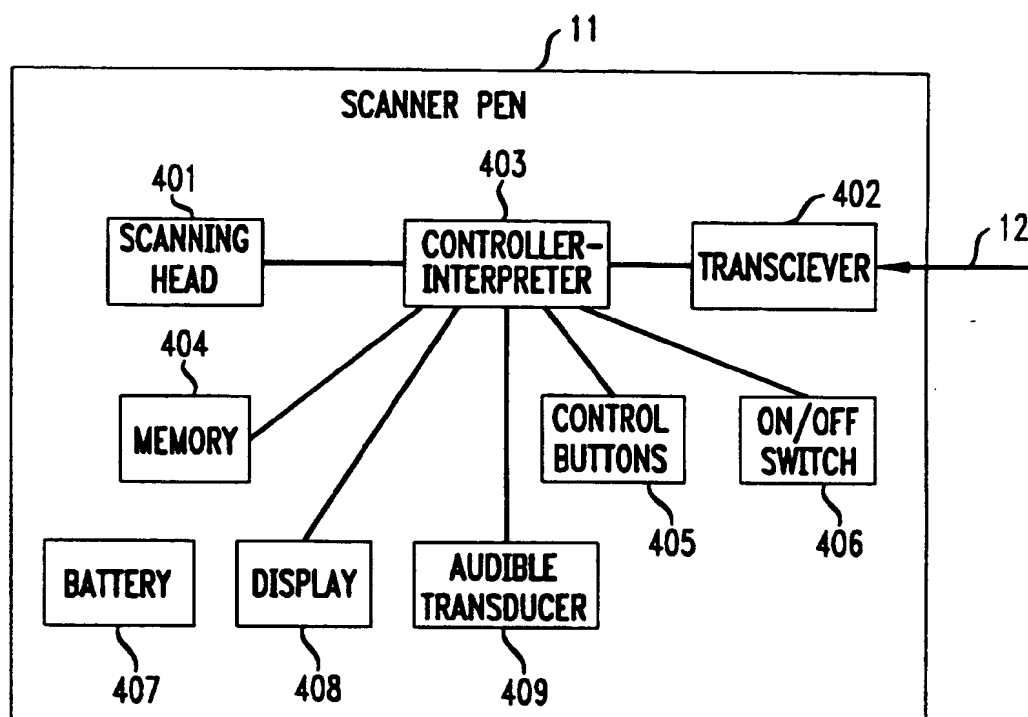 11
SCANNER PEN
401
SCANNING
HEAD
403
CONTROLLER-
INTERPRETER
402
TRANSCIEVER
12
404
MEMORY
CONTROL
BUTTONS
405
ON/OFF
SWITCH
406
BATTERY
407
DISPLAY
408
AUDIBLE
TRANSDUCER
409